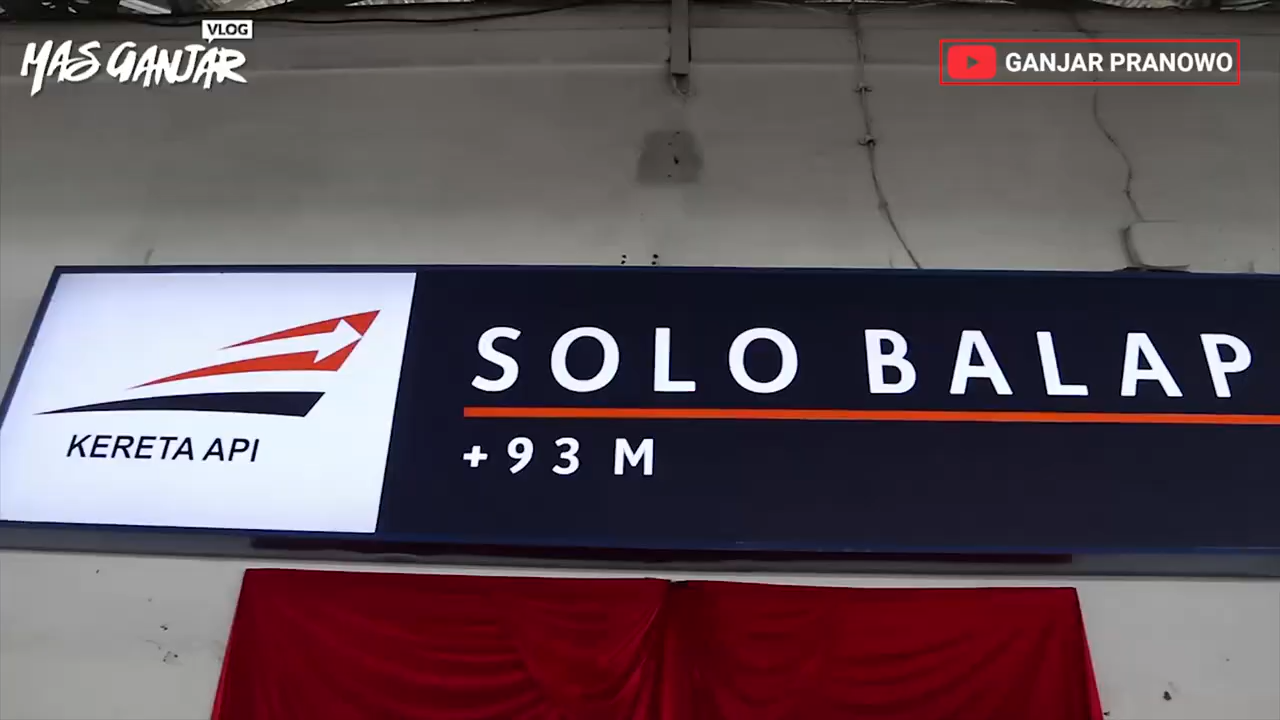 VLOG
MAS GANJAR
GANJAR PRANOWO
SOLO BALAP
+93 M
KERETA API